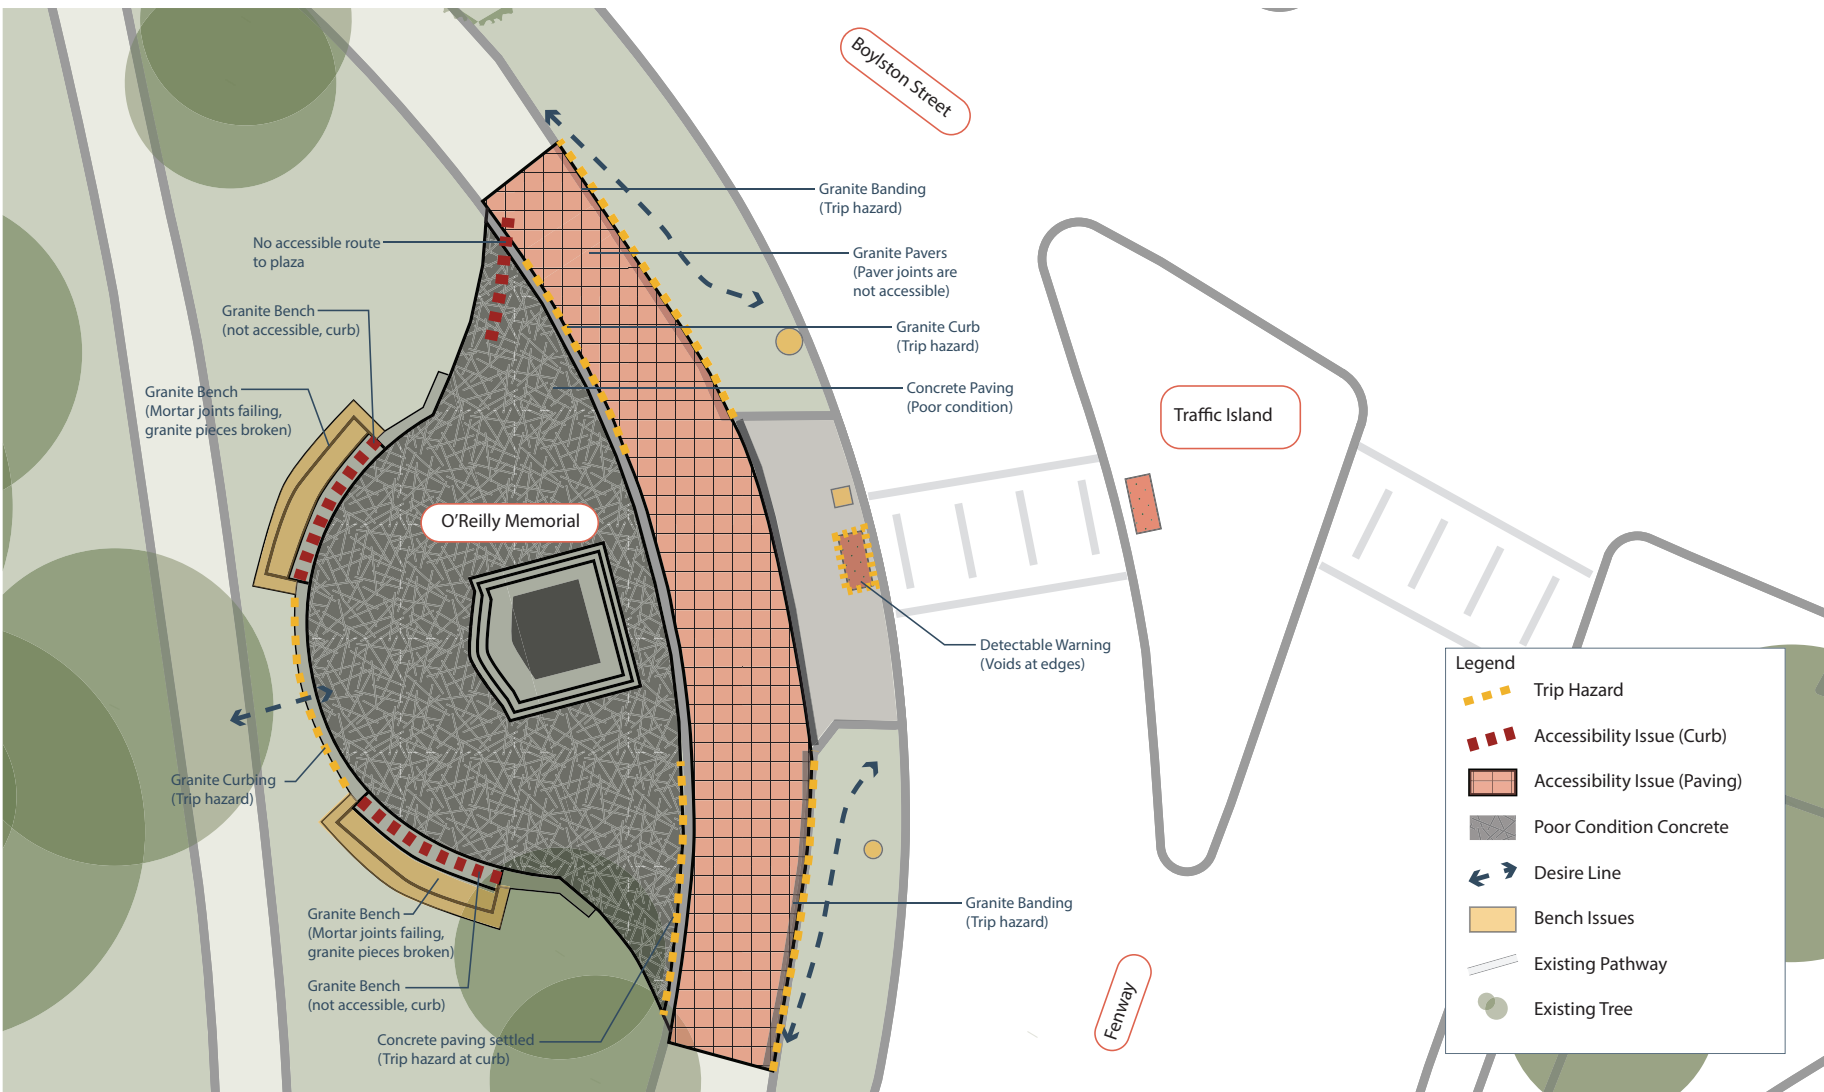 Boylston Street
Granite Banding
(Trip hazard)
No accessible route
to plaza
Granite Pavers
(Paver joints are
not accessible)
Granite Bench
(not accessible, curb)
Granite Curb
(Trip hazard)
Granite Bench
(Mortar joints failing,
granite pieces broken)
Concrete Paving
(Poor condition)
Traffic Island
O'Reilly Memorial
Detectable Warning
(Voids at edges)
Granite Curbing
(Trip hazard)
Granite Bench
(Mortar joints failing,
granite pieces broken)
Granite Banding
(Trip hazard)
Granite Bench
(not accessible, curb)
Concrete paving settled
(Trip hazard at curb)
Fenway
Legend
Trip Hazard
Accessibility Issue (Curb)
Accessibility Issue (Paving)
Poor Condition Concrete
Desire Line
Bench Issues
Existing Pathway
Existing Tree